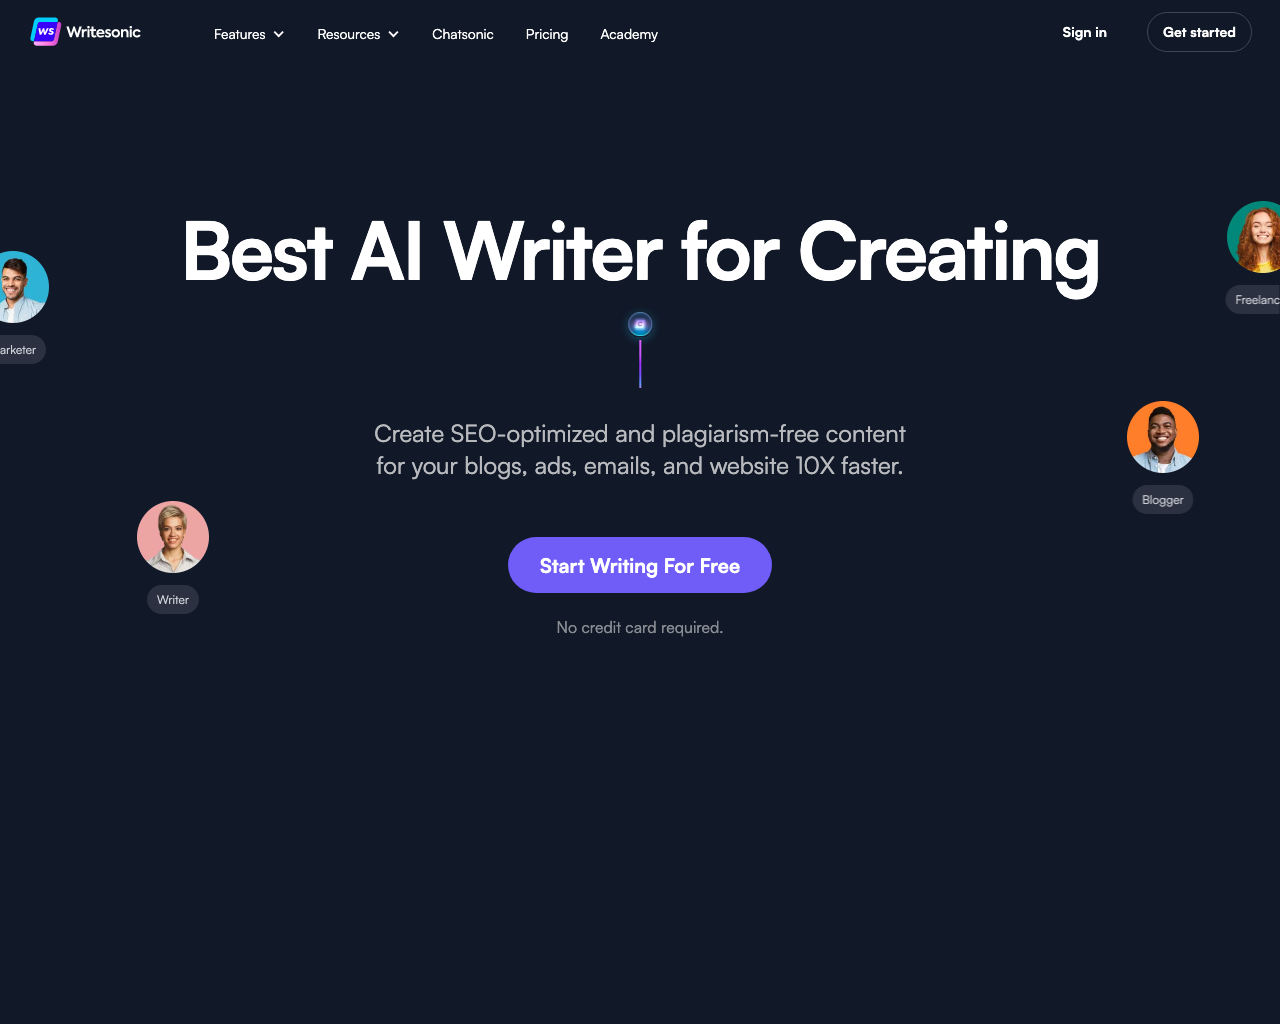 WS Writesonic
Features
Resources
Chatsonic
Pricing
Academy
Sign in
Get started
Best AI Writer for Creating
arketer
Freelanc
Create SEO-optimized and plagiarism-free content
for your blogs, ads, emails, and website 10X faster.
Blogger
Writer
Start Writing For Free
No credit card required.